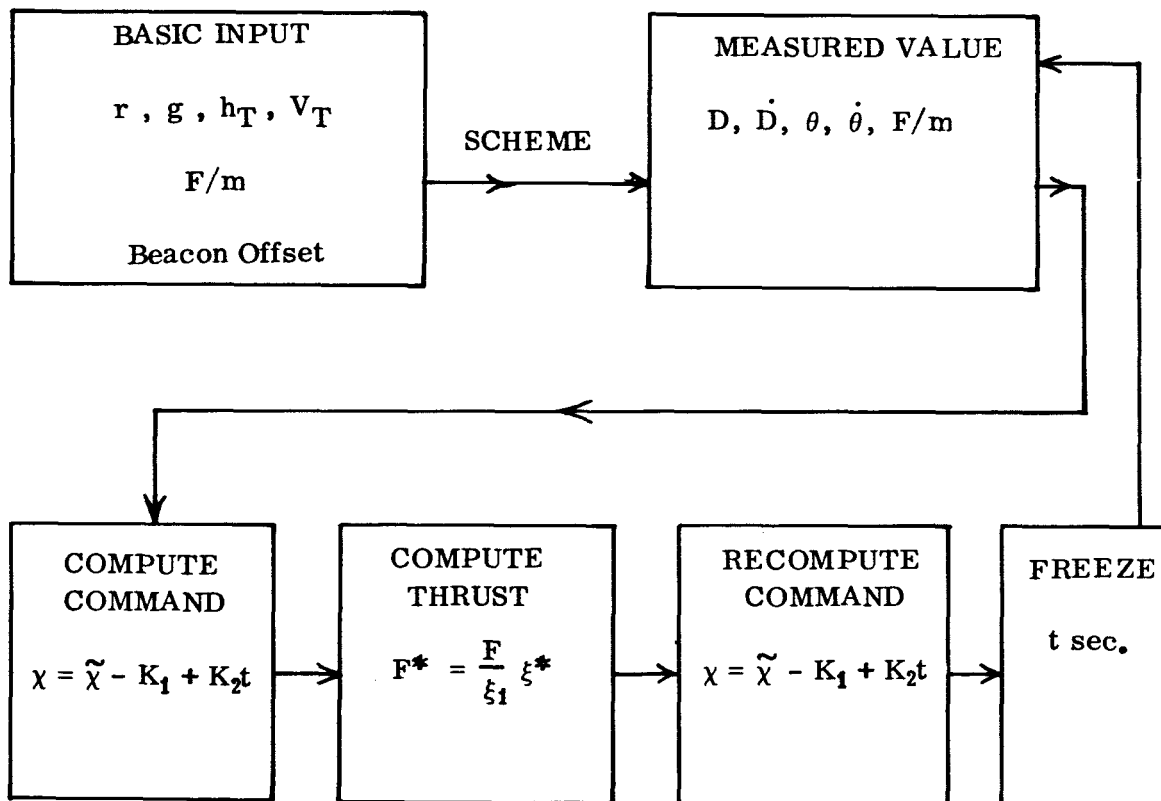 BASIC INPUT
r , g , h_T , V_T
F/m
Beacon Offset
SCHEME
MEASURED VALUE
D, Ḋ, θ, θ̇, F/m
COMPUTE
COMMAND
χ = χ̃ - K₁ + K₂t
COMPUTE
THRUST
F* = F/ξ₁ ξ*
RECOMPUTE
COMMAND
χ = χ̃ - K₁ + K₂t
FREEZE
t sec.